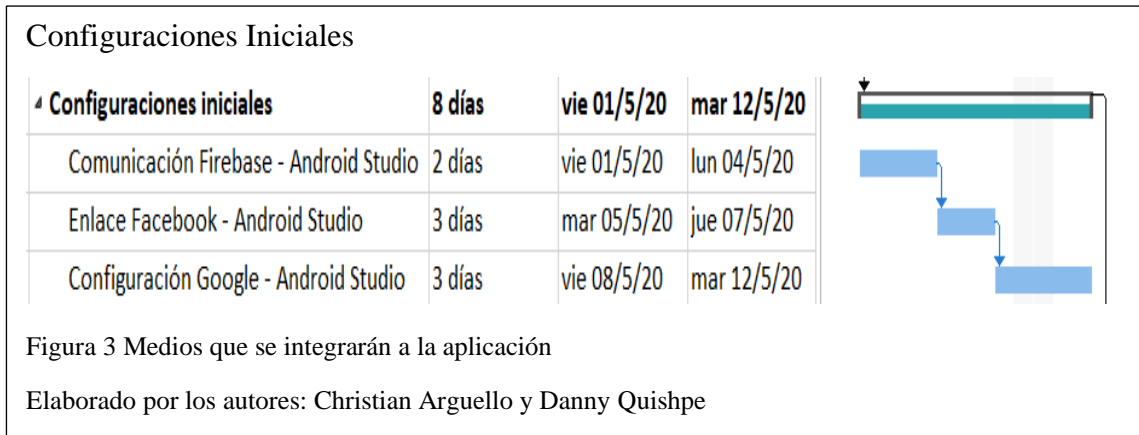 Configuraciones Iniciales
Configuraciones iniciales 8 días vie 01/5/20 mar 12/5/20
Comunicación Firebase - Android Studio 2 días vie 01/5/20 lun 04/5/20
Enlace Facebook - Android Studio 3 días mar 05/5/20 jue 07/5/20
Configuración Google - Android Studio 3 días vie 08/5/20 mar 12/5/20
Figura 3 Medios que se integrarán a la aplicación
Elaborado por los autores: Christian Arguello y Danny Quishpe